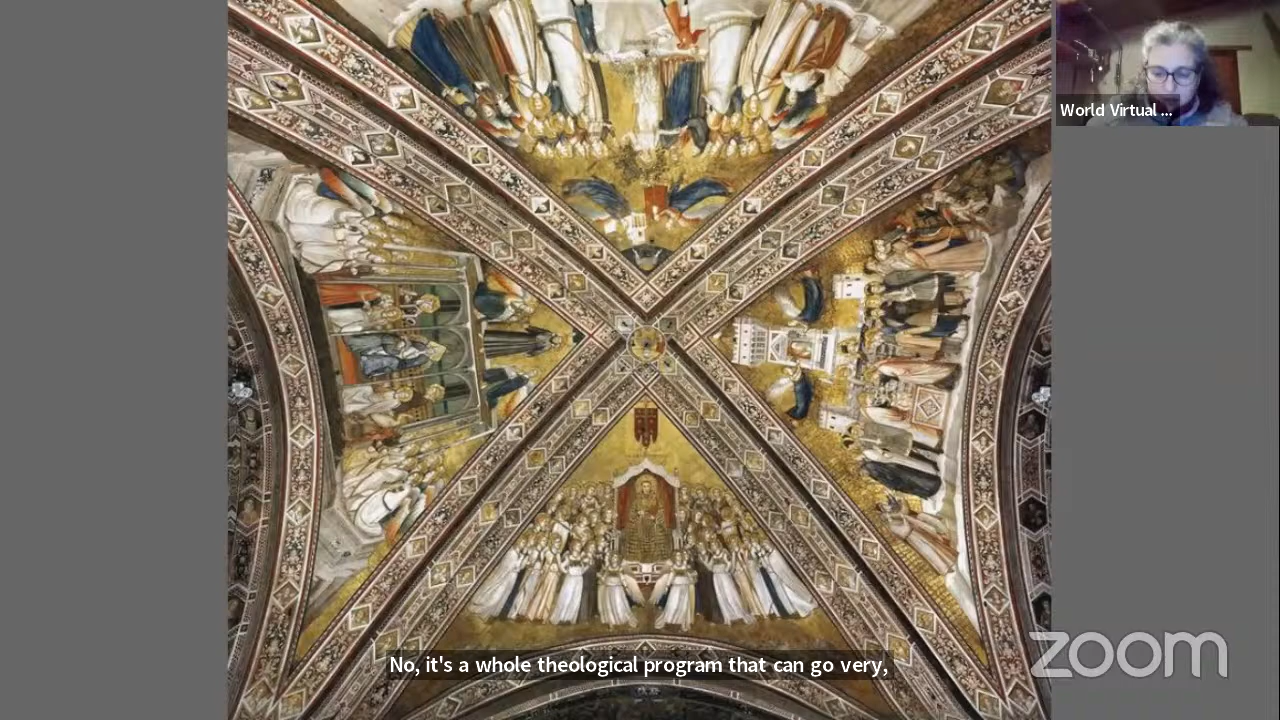 World Virtual ...
No, it's a whole theological program that can go very,
zoom